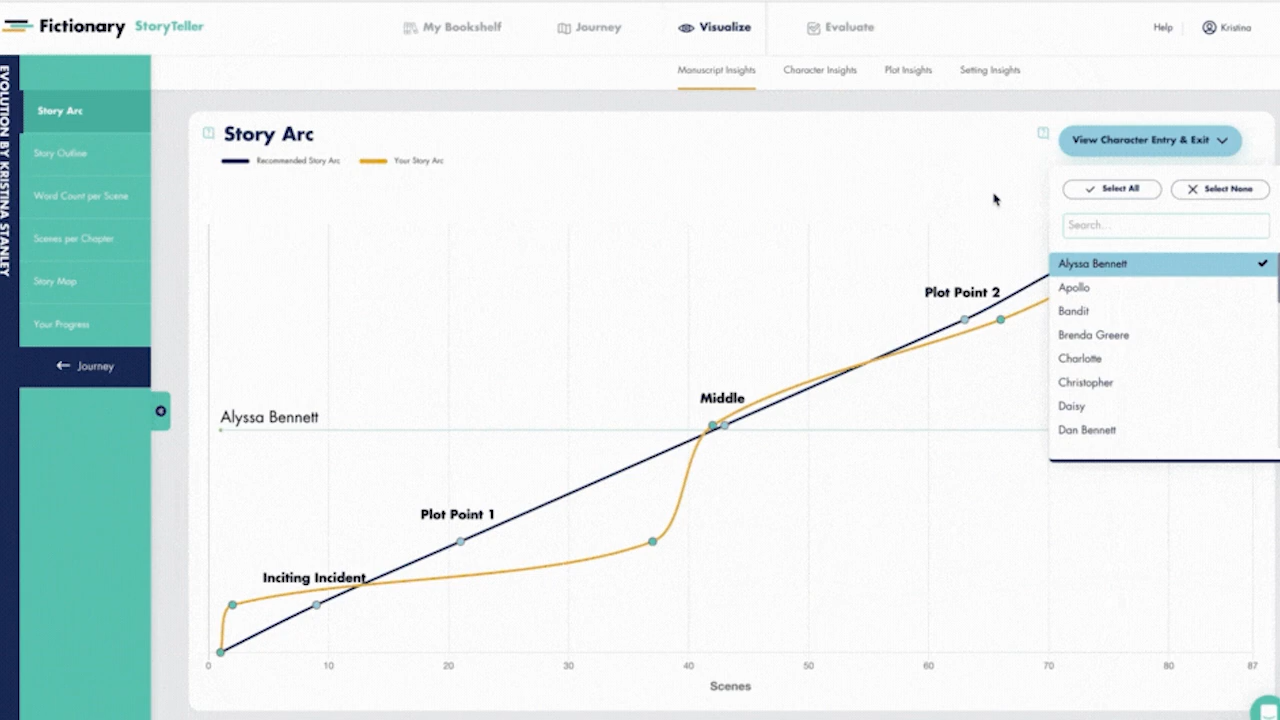 Fictionary StoryTeller
My Bookshelf
Journey
Visualize
Evaluate
Help
Kristina
Manuscript Insights
Character Insights
Plot Insights
Setting Insights
EVOLUTION BY KRISTINA STANLEY
Story Arc
Story Outline
Word Count per Scene
Scenes per Chapter
Story Map
Your Progress
← Journey
Story Arc
Recommended Story Arc
Your Story Arc
View Character Entry & Exit
Select All
Select None
Search...
Alyssa Bennett
Apollo
Bandit
Brenda Greere
Charlotte
Christopher
Daisy
Dan Bennett
Plot Point 2
Middle
Alyssa Bennett
Plot Point 1
Inciting Incident
0 10 20 30 40 50 60 70 80 87
Scenes